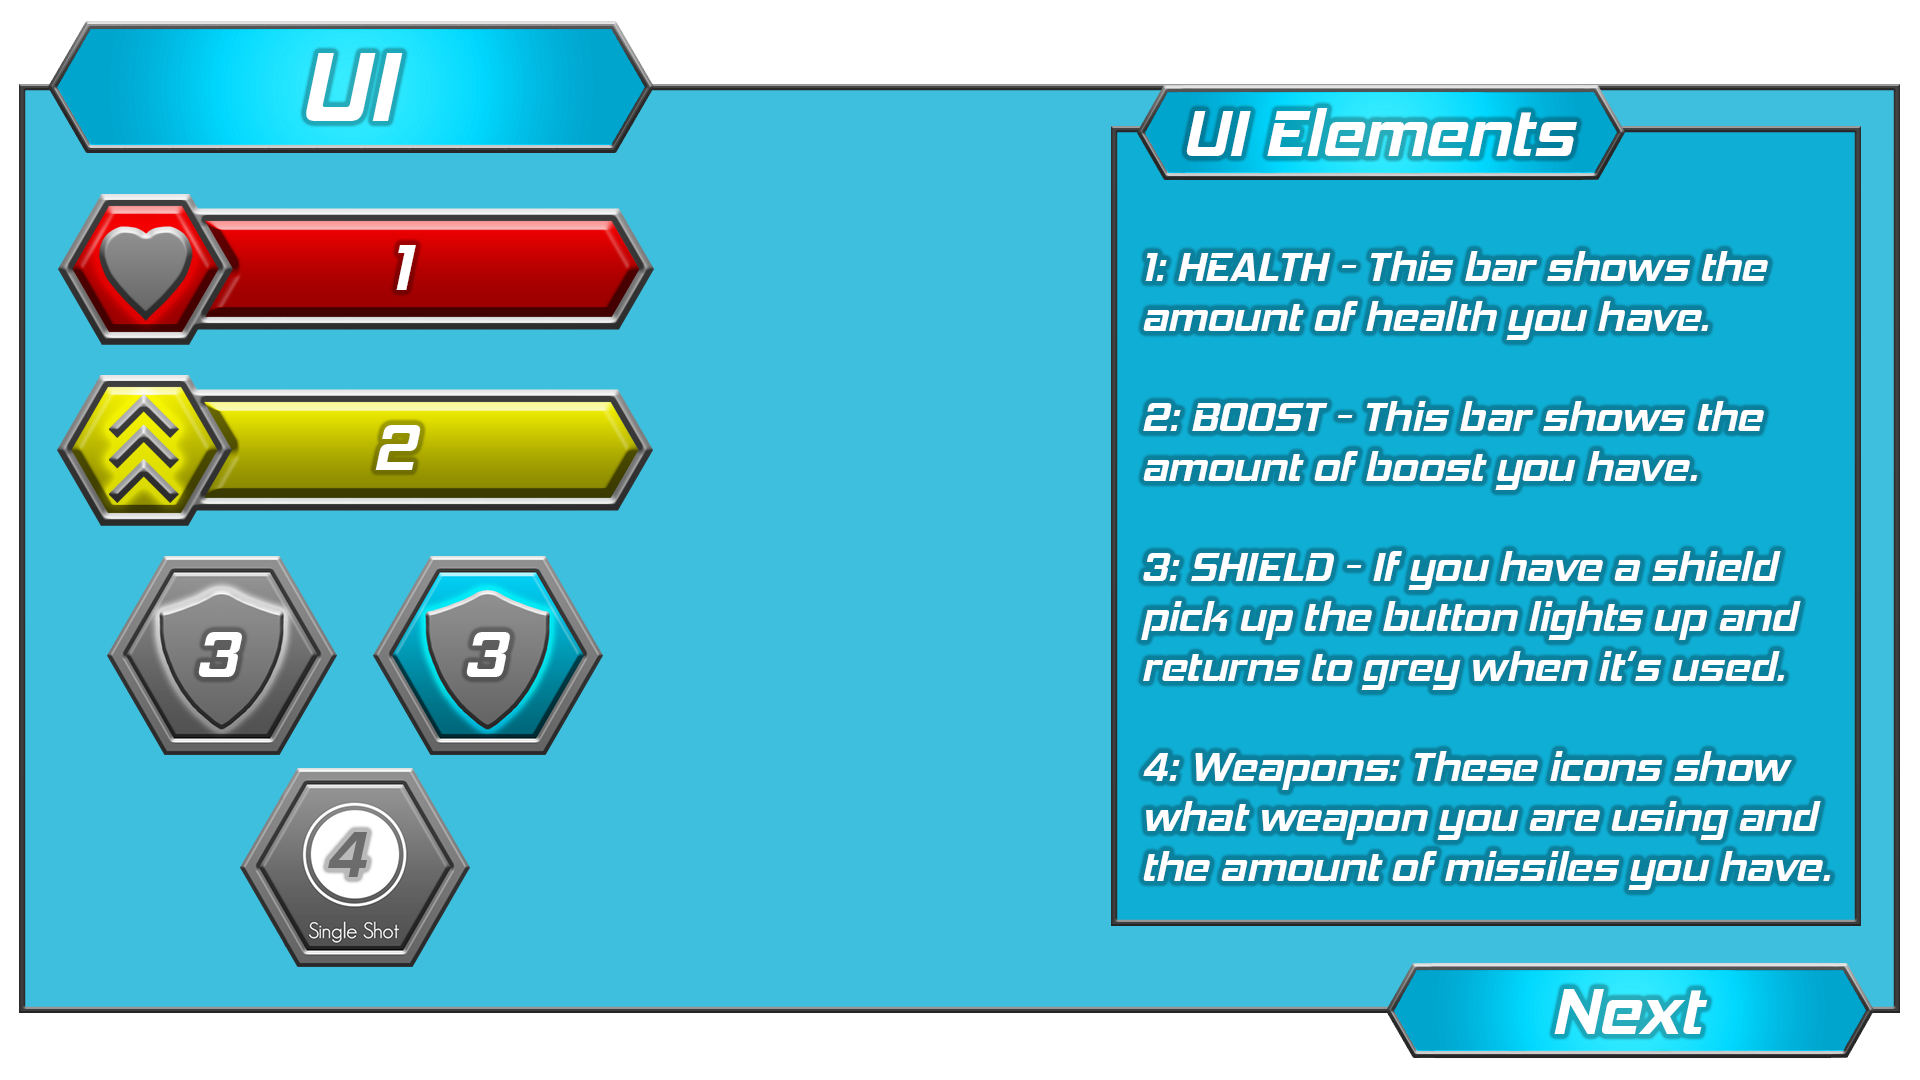 UI
1
2
3
3
4
Single Shot
UI Elements
1: HEALTH - This bar shows the
amount of health you have.
2: BOOST - This bar shows the
amount of boost you have.
3: SHIELD - If you have a shield
pick up the button lights up and
returns to grey when it's used.
4: Weapons: These icons show
what weapon you are using and
the amount of missiles you have.
Next